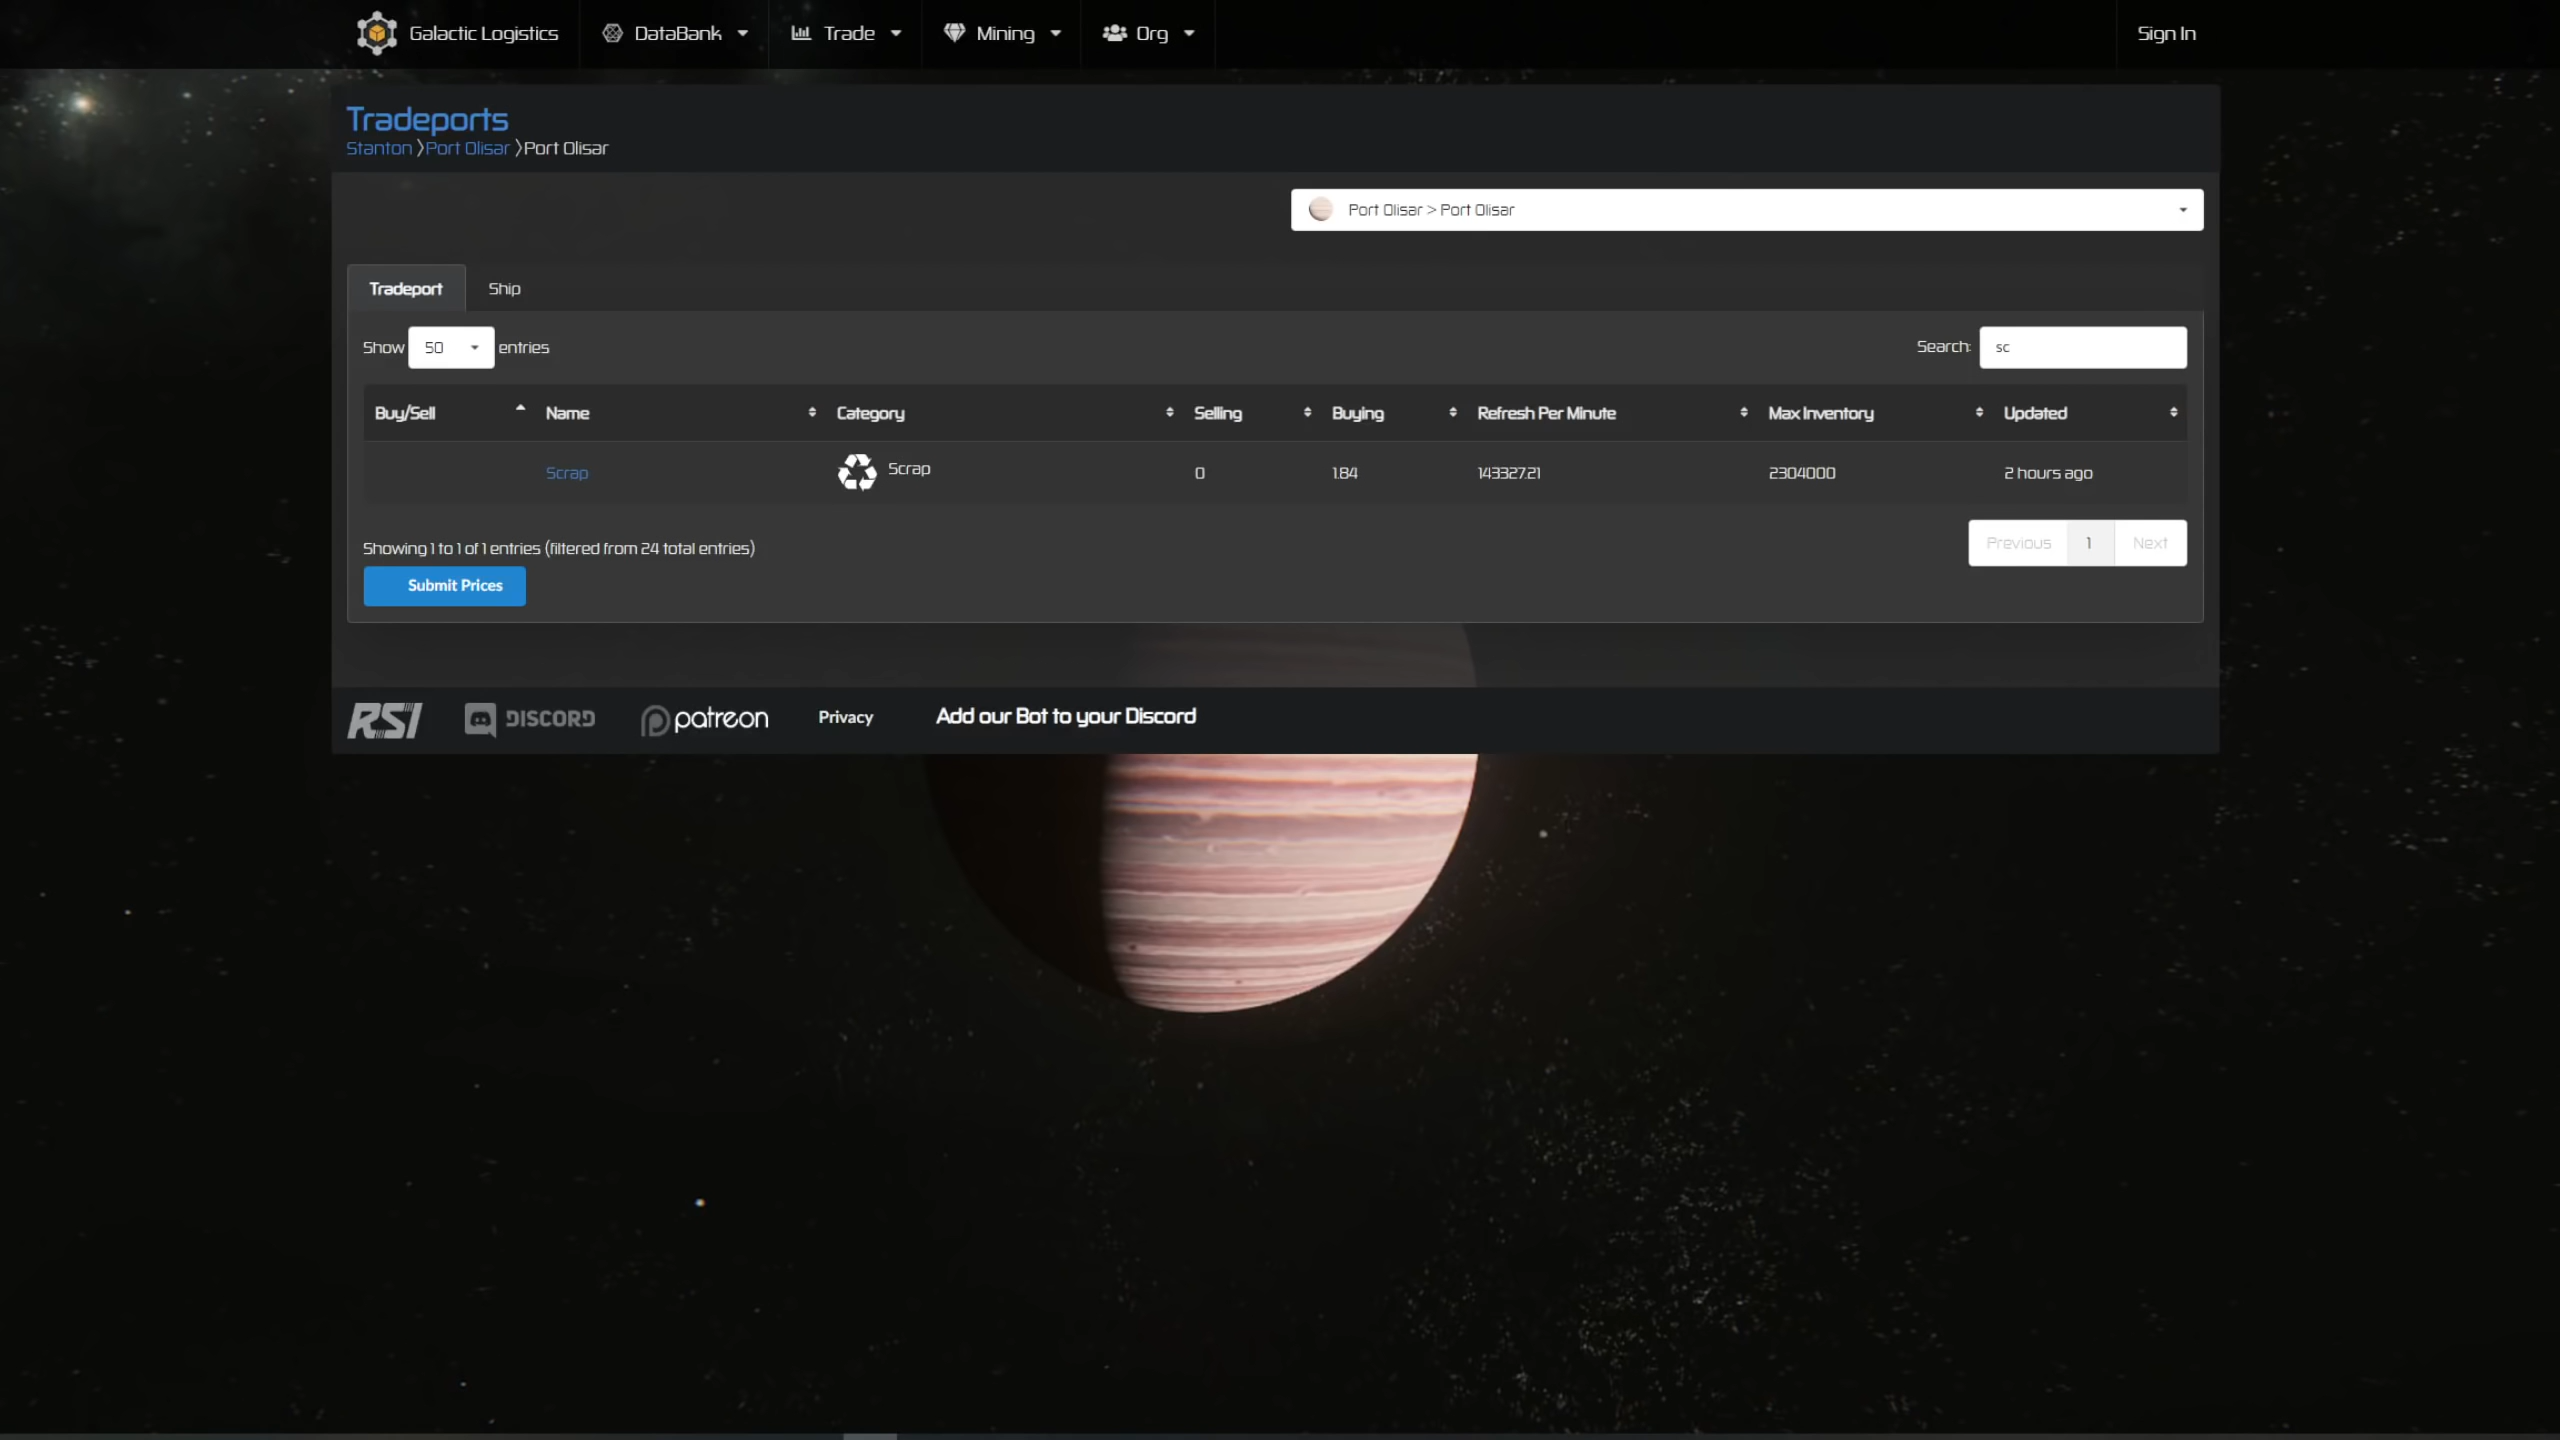 Galactic Logistics DataBank Trade Mining Org Sign In
Tradeports
Stanton 〉Port Olisar 〉Port Olisar
Port Olisar > Port Olisar
Tradeport Ship
Show 50 entries Search: sc
Buy/Sell Name Category Selling Buying Refresh Per Minute Max Inventory Updated
Scrap Scrap 0 1.84 143327.21 2304000 2 hours ago
Showing 1 to 1 of 1 entries (filtered from 24 total entries)
Previous 1 Next
Submit Prices
RSI DISCORD patreon Privacy Add our Bot to your Discord